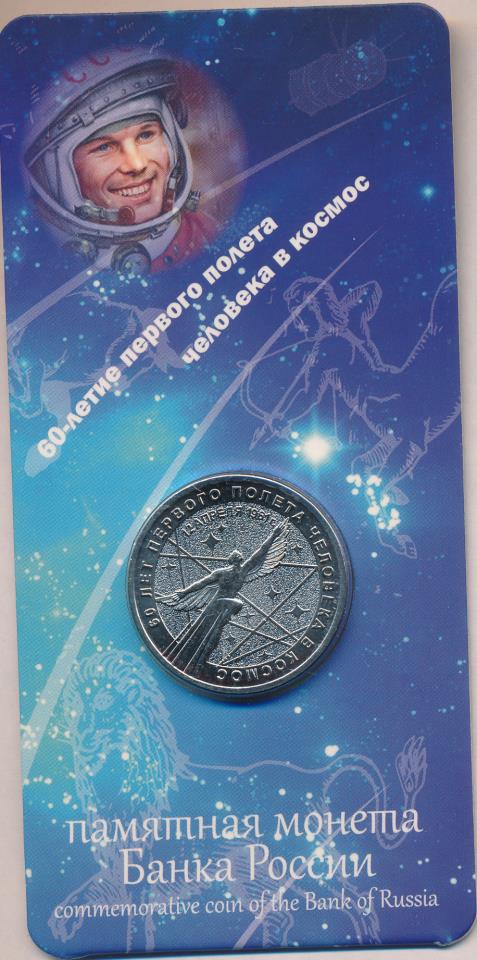 60-летие первого полета
человека в космос
60 ЛЕТ ПЕРВОГО ПОЛЕТА ЧЕЛОВЕКА В КОСМОС
12 АПРЕЛЯ 1961 г.
памятная монета
Банка России
commemorative coin of the Bank of Russia